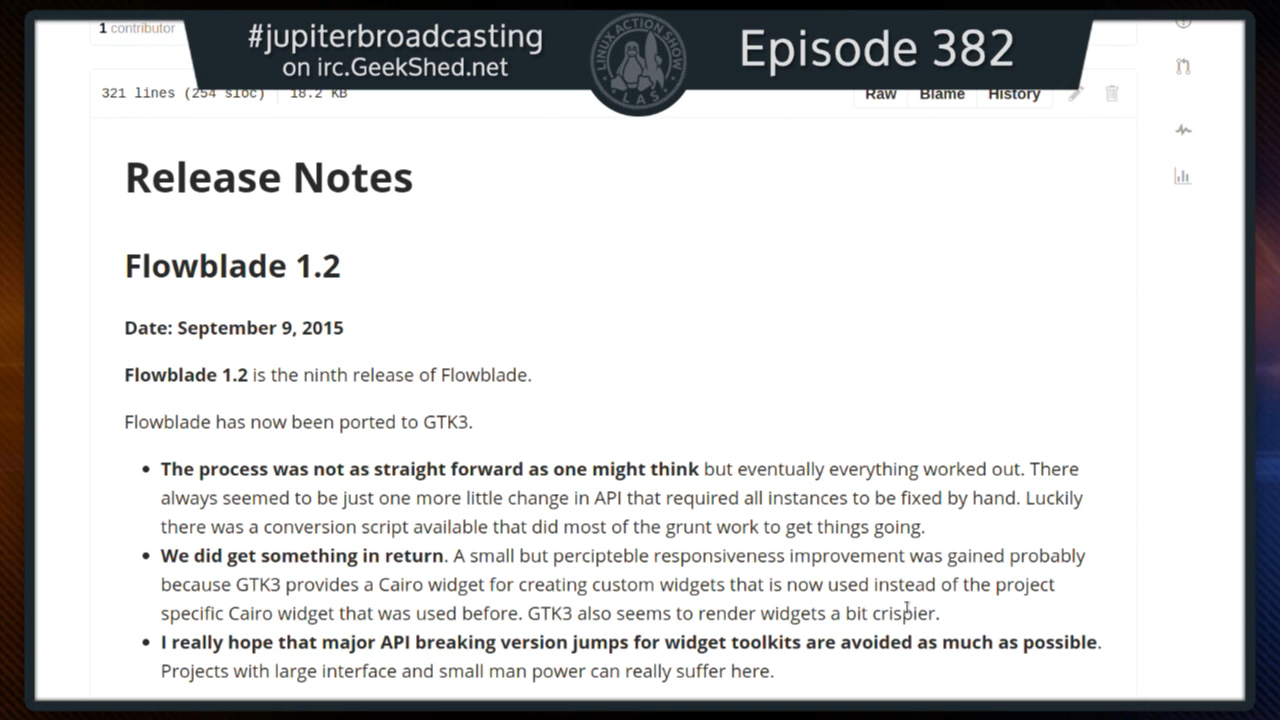 #jupiterbroadcasting
on irc.GeekShed.net
LINUX ACTION SHOW
LAS
Episode 382
1 contributor
321 lines (254 sloc) 18.2 KB
Raw Blame History
Release Notes
Flowblade 1.2
Date: September 9, 2015
Flowblade 1.2 is the ninth release of Flowblade.
Flowblade has now been ported to GTK3.
• The process was not as straight forward as one might think but eventually everything worked out. There
always seemed to be just one more little change in API that required all instances to be fixed by hand. Luckily
there was a conversion script available that did most of the grunt work to get things going.
• We did get something in return. A small but percipteble responsiveness improvement was gained probably
because GTK3 provides a Cairo widget for creating custom widgets that is now used instead of the project
specific Cairo widget that was used before. GTK3 also seems to render widgets a bit crispier.
• I really hope that major API breaking version jumps for widget toolkits are avoided as much as possible.
Projects with large interface and small man power can really suffer here.